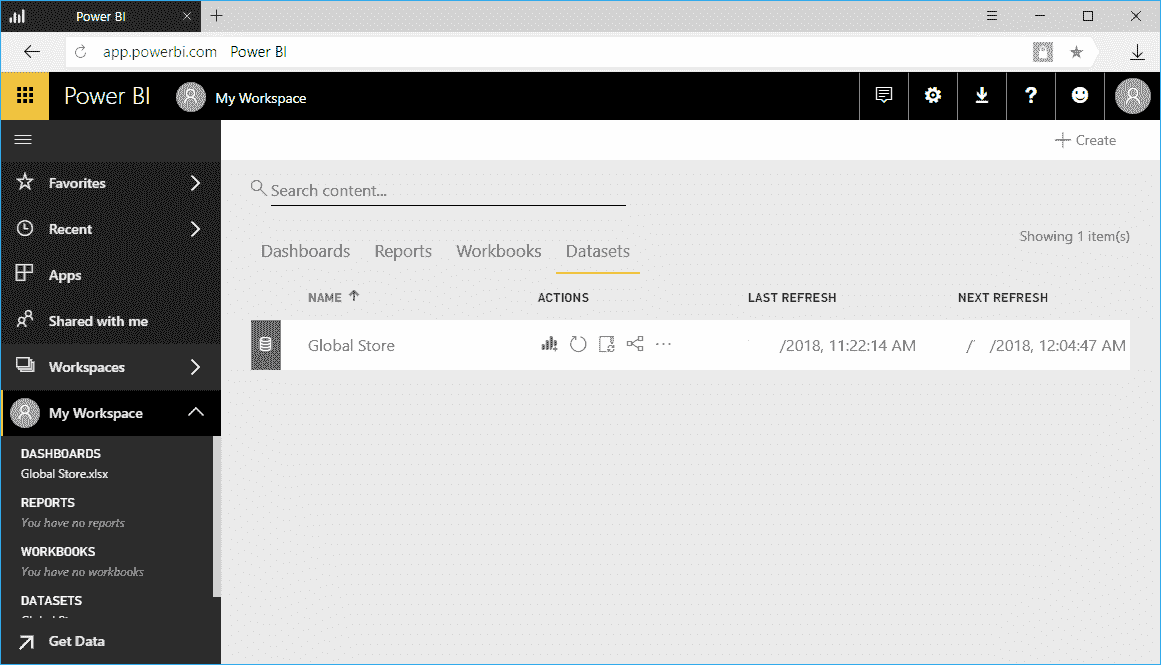 Power BI
app.powerbi.com Power BI
Power BI My Workspace
Create
Favorites
Recent
Apps
Shared with me
Workspaces
My Workspace
DASHBOARDS
Global Store.xlsx
REPORTS
You have no reports
WORKBOOKS
You have no workbooks
DATASETS
Get Data
Search content...
Showing 1 item(s)
Dashboards Reports Workbooks Datasets
NAME ACTIONS LAST REFRESH NEXT REFRESH
Global Store /2018, 11:22:14 AM / /2018, 12:04:47 AM